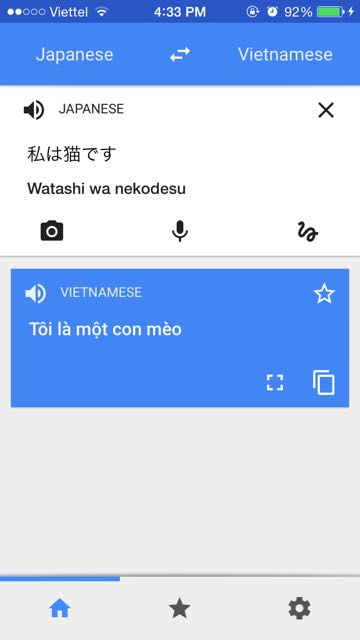 Viettel 4:33 PM 92%
Japanese Vietnamese
JAPANESE
私は猫です
Watashi wa nekodesu
VIETNAMESE
Tôi là một con mèo